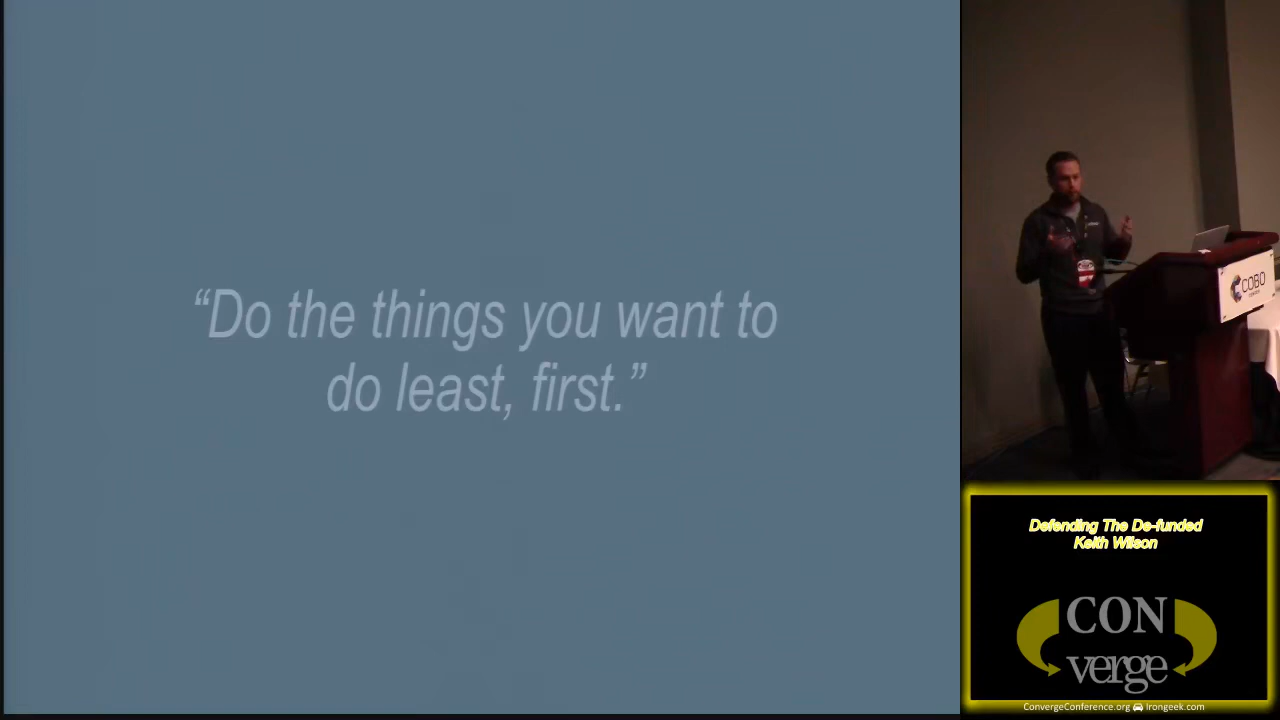 “Do the things you want to
do least, first.”
COBO
Defending The De-funded
Keith Wilson
CON
verge
ConvergeConference.org Irongeek.com